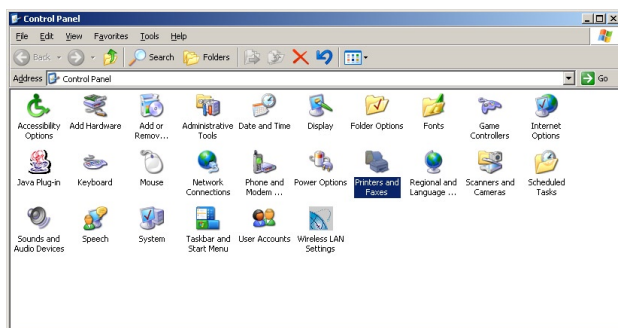 Control Panel
File Edit View Favorites Tools Help
Back Search Folders
Address Control Panel Go
Accessibility Options
Add Hardware
Add or Remov...
Administrative Tools
Date and Time
Display
Folder Options
Fonts
Game Controllers
Internet Options
Java Plug-in
Keyboard
Mouse
Network Connections
Phone and Modem ...
Power Options
Printers and Faxes
Regional and Language ...
Scanners and Cameras
Scheduled Tasks
Sounds and Audio Devices
Speech
System
Taskbar and Start Menu
User Accounts
Wireless LAN Settings